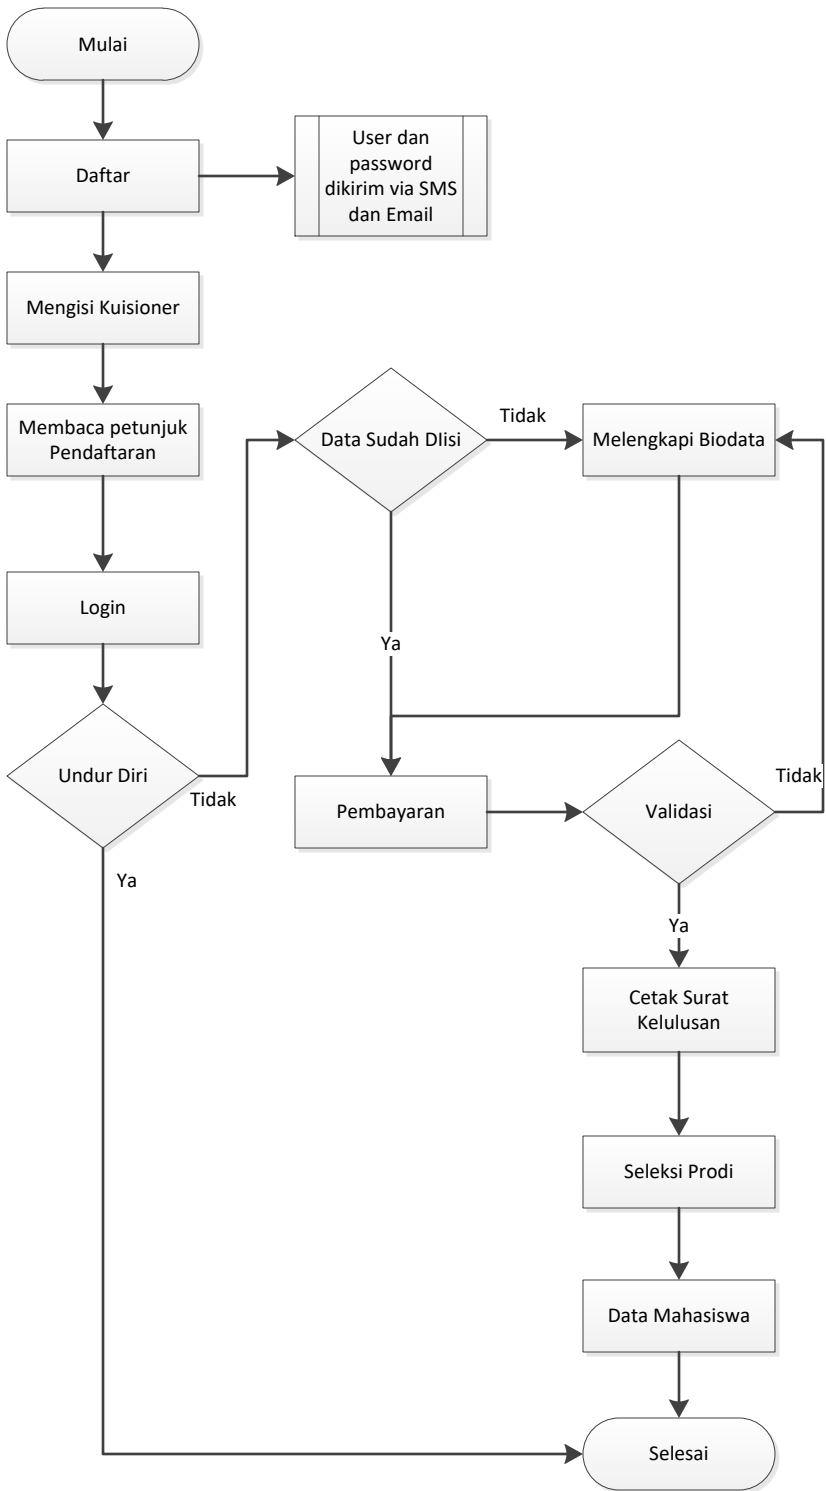 Mulai
Daftar
User dan
password
dikirim via SMS
dan Email
Mengisi Kuisioner
Membaca petunjuk
Pendaftaran
Login
Undur Diri
Tidak
Ya
Data Sudah DIisi
Tidak
Melengkapi Biodata
Ya
Pembayaran
Validasi
Tidak
Ya
Cetak Surat
Kelulusan
Seleksi Prodi
Data Mahasiswa
Selesai